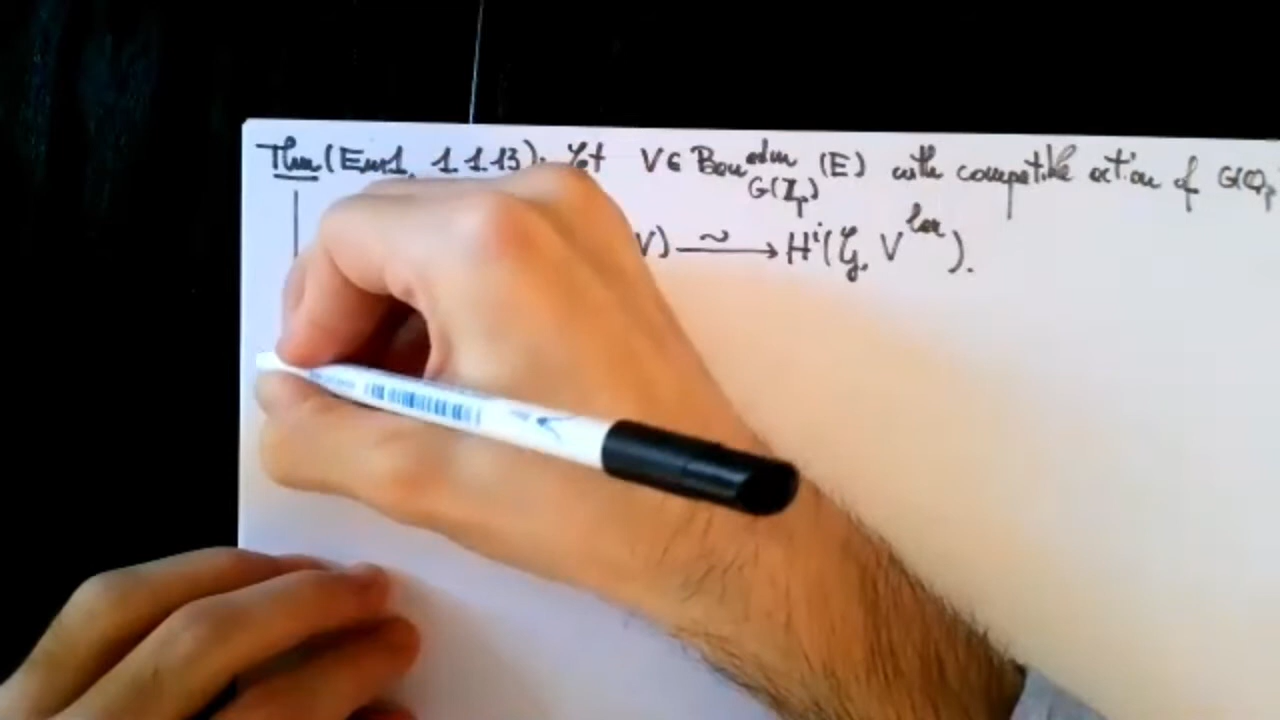 Thm (Em1, 1.1.13): Let V ∈ Ban^adm_G(Z_p) (E) with compatible action of G(Q_p
V) ⥲ H^i(𝔤, V^la).